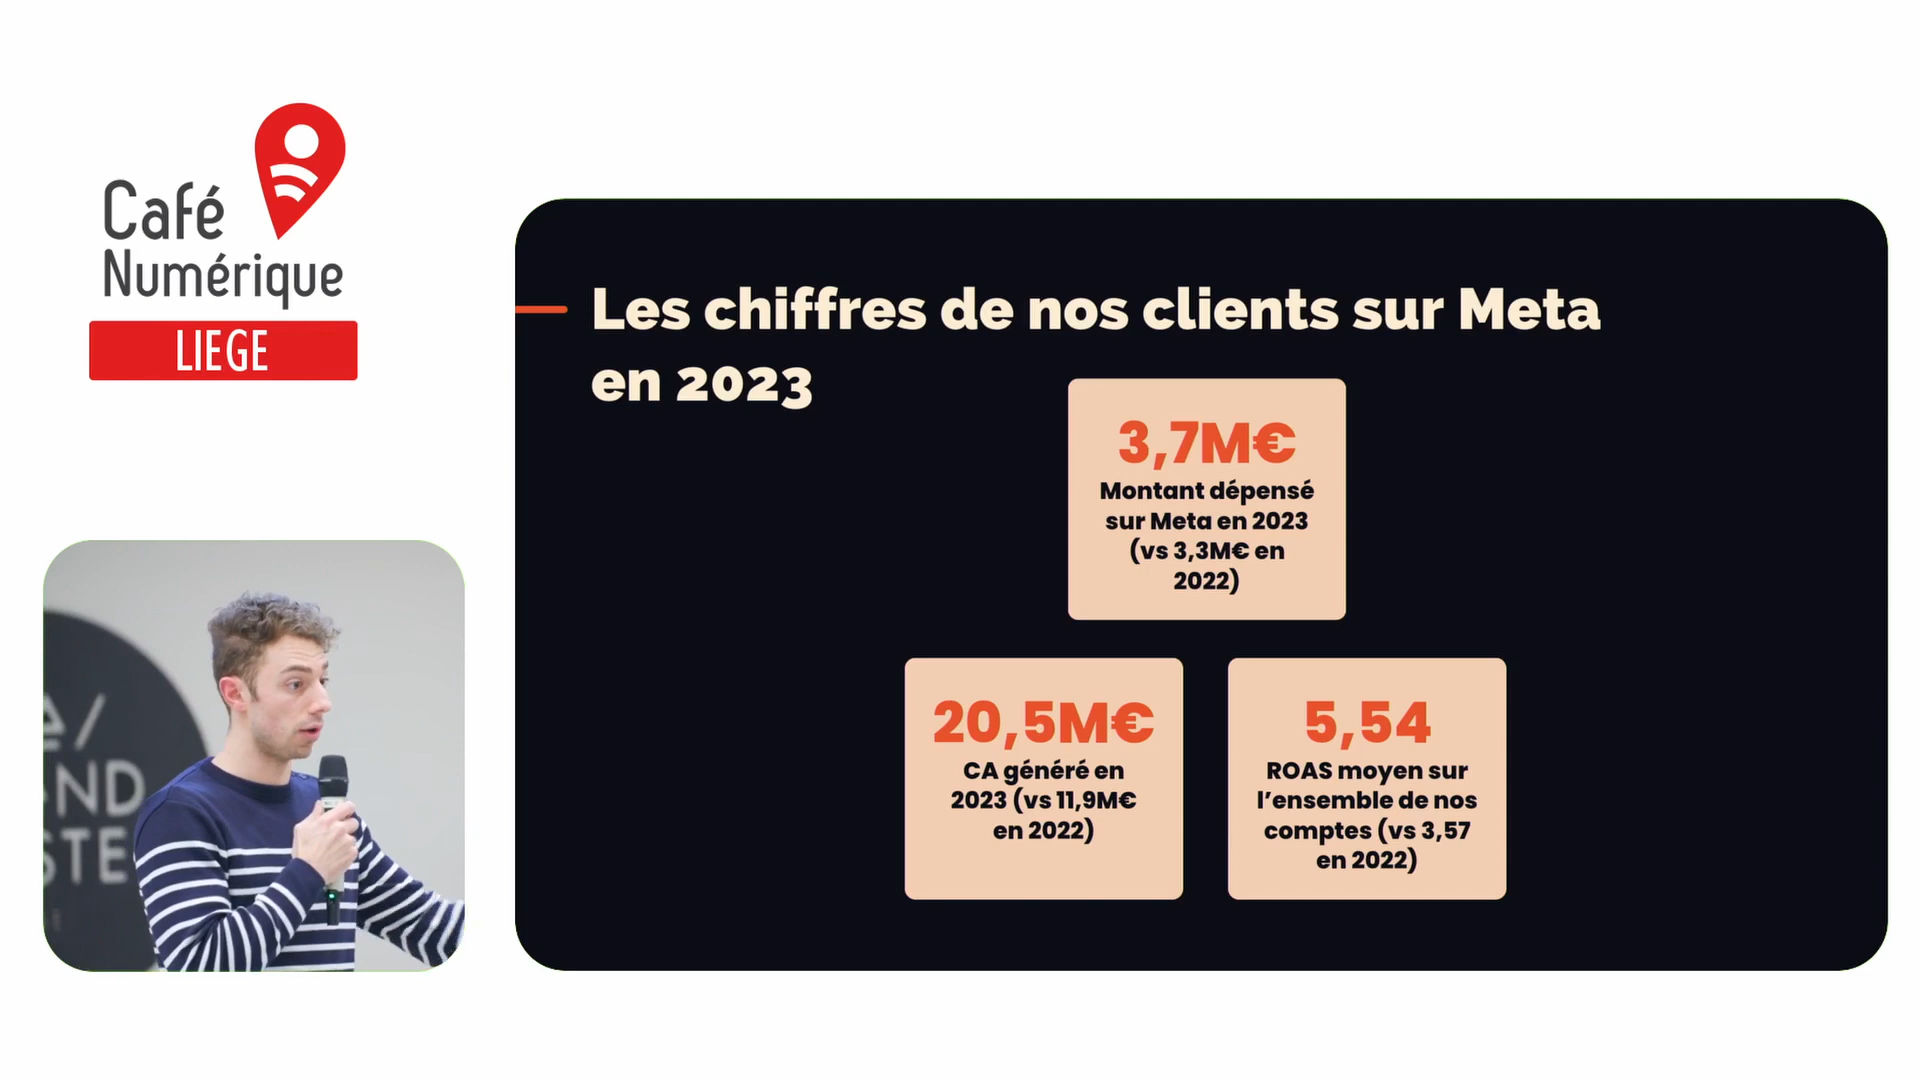 Café
Numérique
LIEGE
Les chiffres de nos clients sur Meta
en 2023
3,7M€
Montant dépensé
sur Meta en 2023
(vs 3,3M€ en
2022)
20,5M€
CA généré en
2023 (vs 11,9M€
en 2022)
5,54
ROAS moyen sur
l'ensemble de nos
comptes (vs 3,57
en 2022)
e/
ND
STE